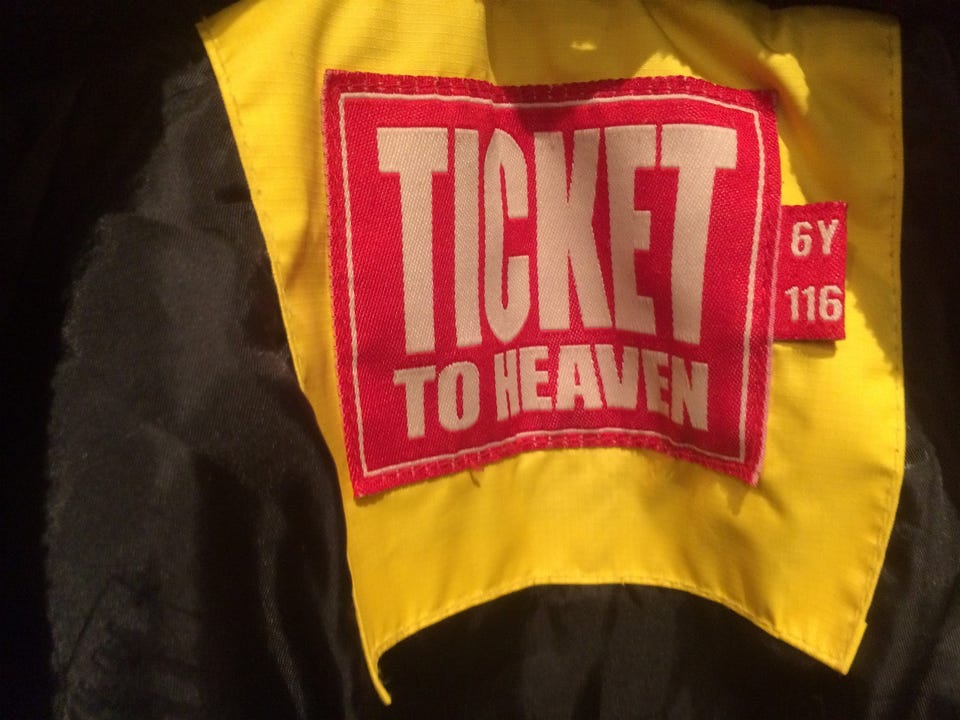 TICKET
TO HEAVEN
6Y
116